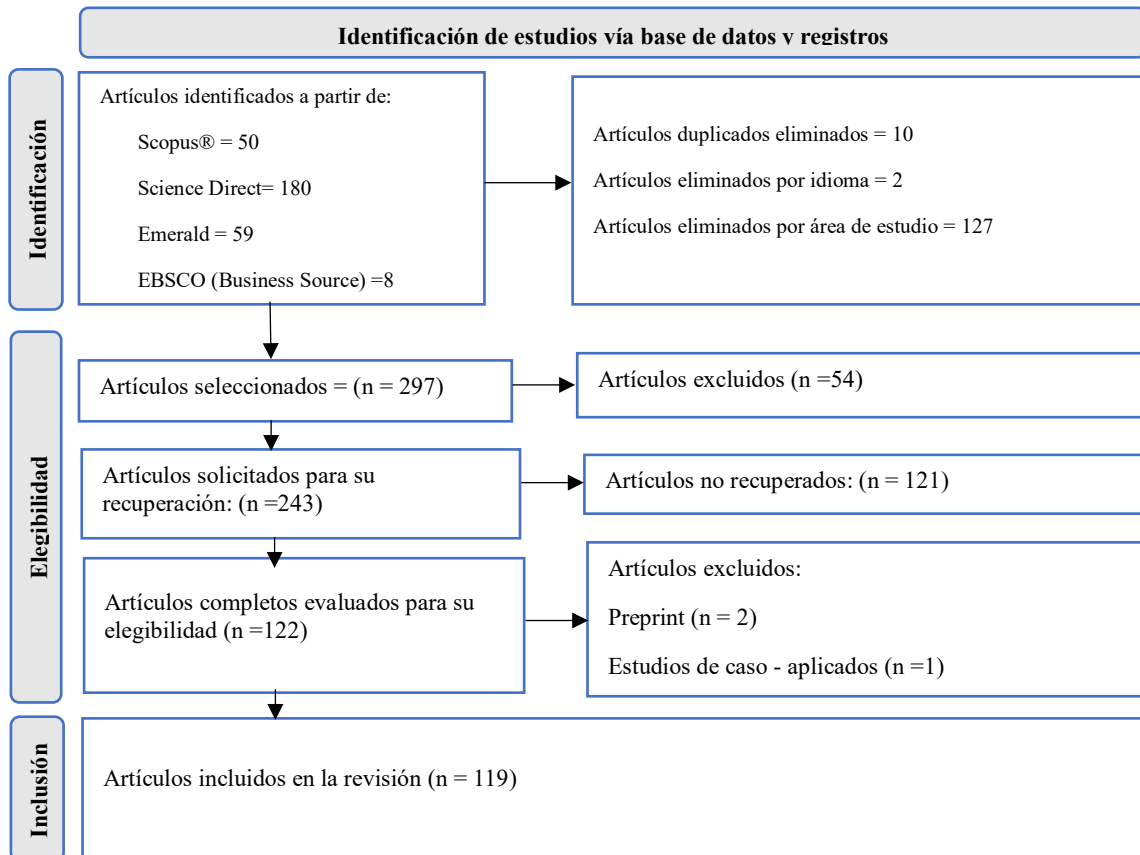 Identificación de estudios vía base de datos y registros
Identificación
Artículos identificados a partir de:
Scopus® = 50
Science Direct= 180
Emerald = 59
EBSCO (Business Source) =8
Artículos duplicados eliminados = 10
Artículos eliminados por idioma = 2
Artículos eliminados por área de estudio = 127
Elegibilidad
Artículos seleccionados = (n = 297)
Artículos excluidos (n =54)
Artículos solicitados para su
recuperación: (n =243)
Artículos no recuperados: (n = 121)
Artículos completos evaluados para su
elegibilidad (n =122)
Artículos excluidos:
Preprint (n = 2)
Estudios de caso - aplicados (n =1)
Inclusión
Artículos incluidos en la revisión (n = 119)